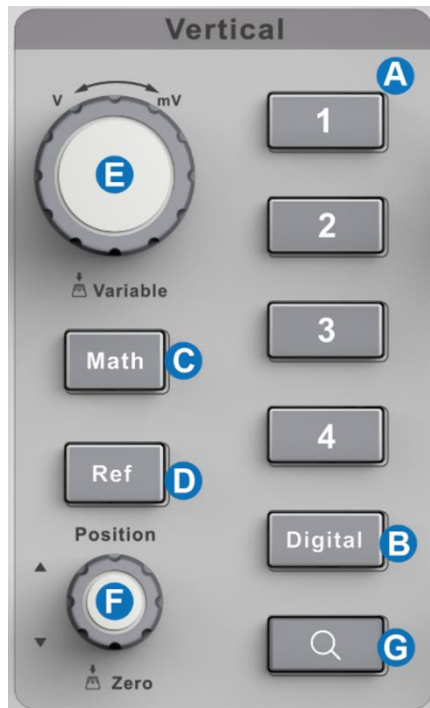 Vertical
A
V mV
1
E
2
Variable
3
Math
C
4
Ref
D
Position
Digital
B
F
G
Zero